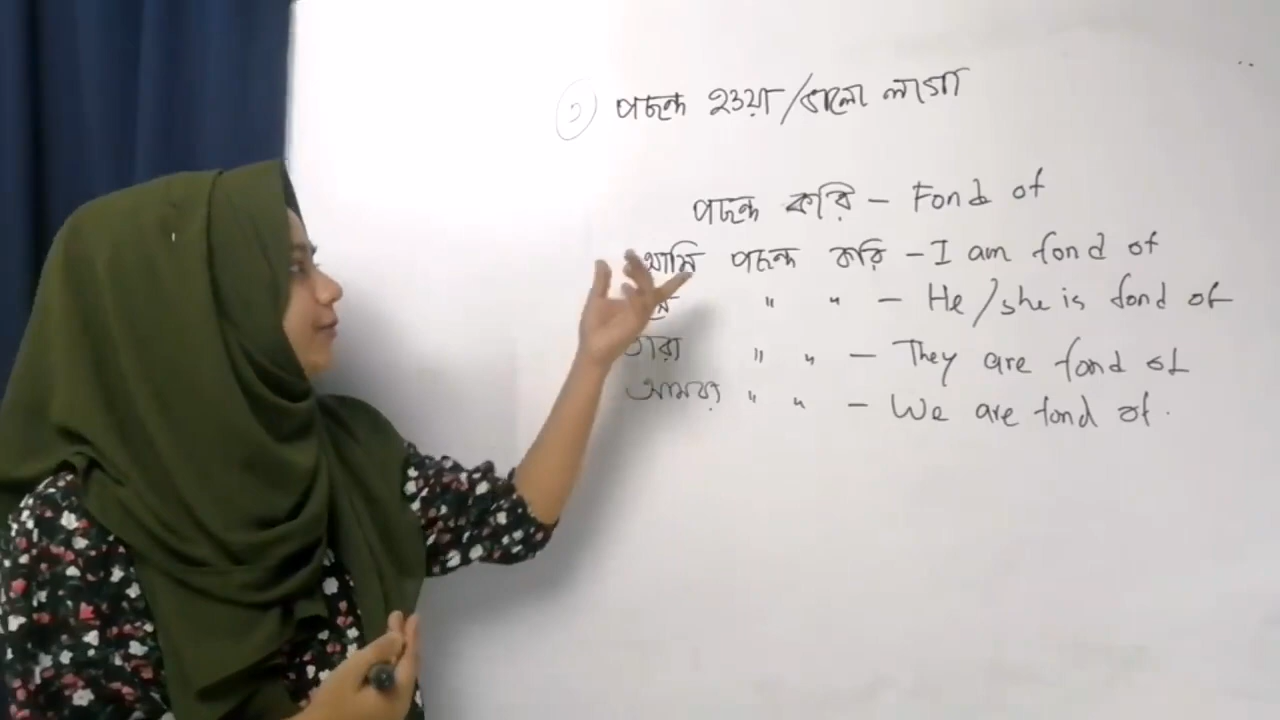 ১ পছন্দ হওয়া/ভালো লাগা
পছন্দ করি - Fond of
আমি পছন্দ করি - I am fond of
" " - He/she is fond of
তারা " " - They are fond of
আমরা " " - We are fond of.